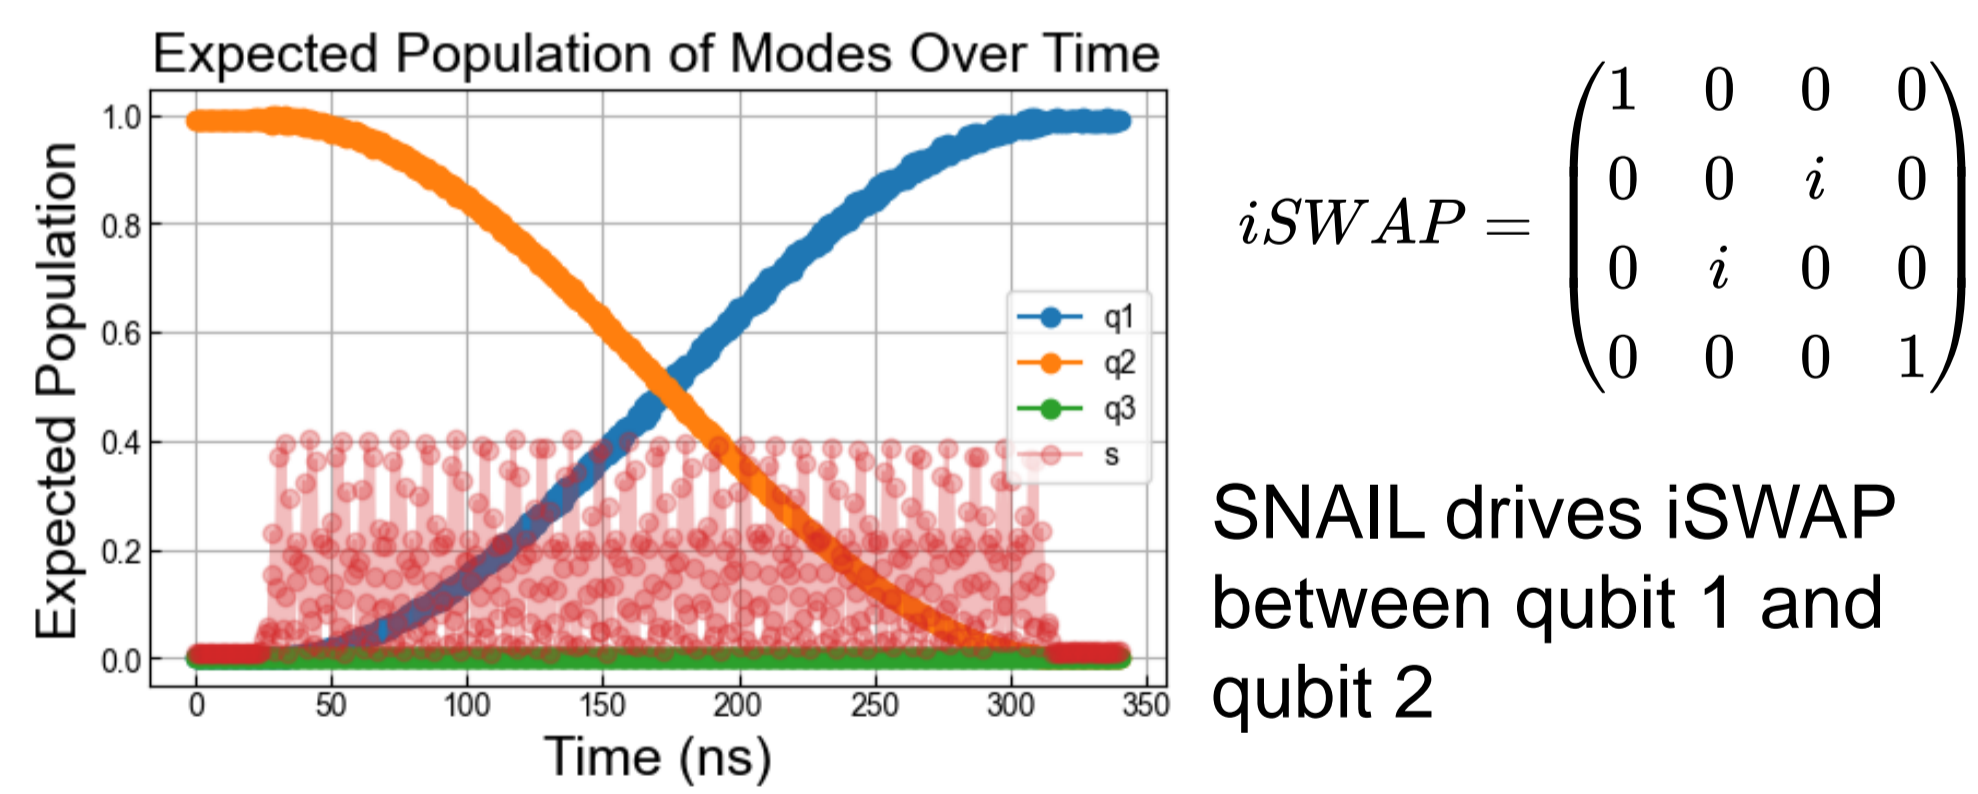 Expected Population of Modes Over Time
Expected Population
1.0
0.8
0.6
0.4
0.2
0.0
0 50 100 150 200 250 300 350
Time (ns)
q1
q2
q3
s
iSWAP =
1 0 0 0
0 0 i 0
0 i 0 0
0 0 0 1
SNAIL drives iSWAP
between qubit 1 and
qubit 2